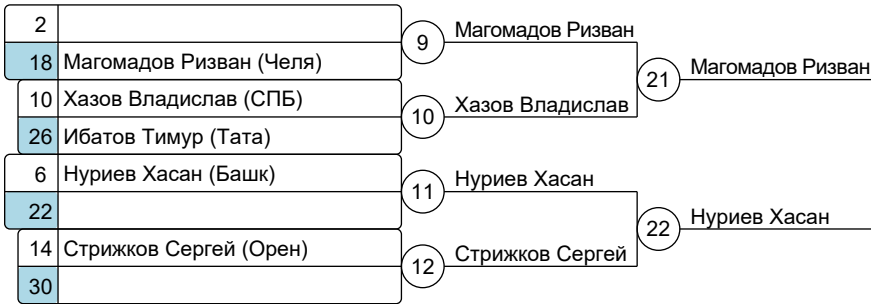 2
9 Магомадов Ризван
18 Магомадов Ризван (Челя)
21 Магомадов Ризван
10 Хазов Владислав (СПБ)
10 Хазов Владислав
26 Ибатов Тимур (Тата)
6 Нуриев Хасан (Башк)
11 Нуриев Хасан
22
22 Нуриев Хасан
14 Стрижков Сергей (Орен)
12 Стрижков Сергей
30